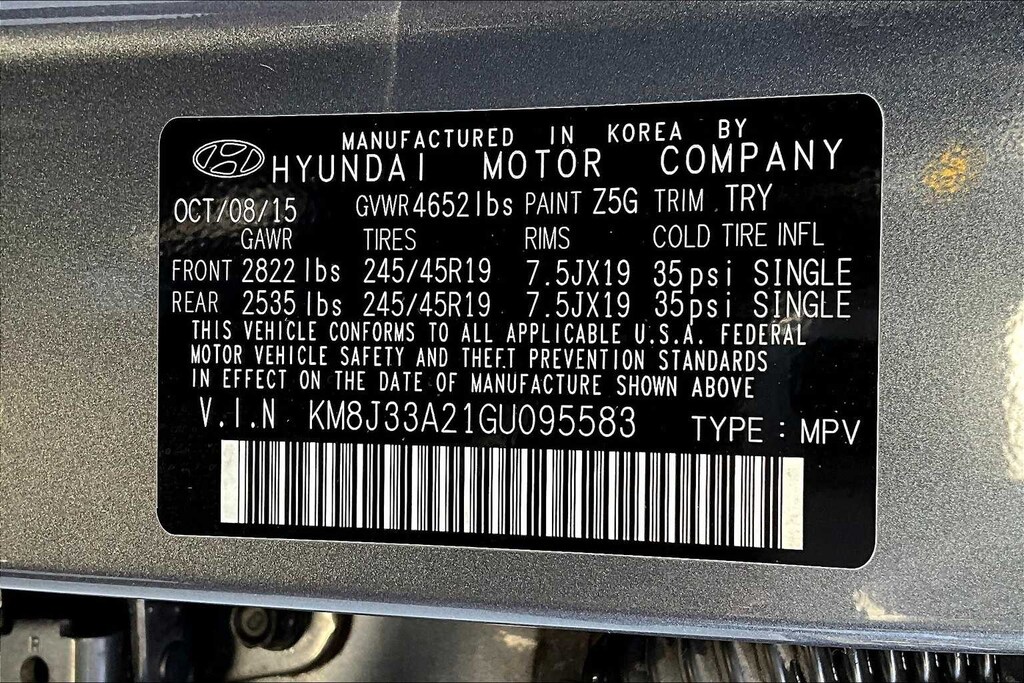 MANUFACTURED IN KOREA BY
HYUNDAI MOTOR COMPANY
OCT/08/15 GVWR 4652lbs PAINT Z5G TRIM TRY
GAWR TIRES RIMS COLD TIRE INFL
FRONT 2822 lbs 245/45R19 7.5JX19 35psi SINGLE
REAR 2535 lbs 245/45R19 7.5JX19 35psi SINGLE
THIS VEHICLE CONFORMS TO ALL APPLICABLE U.S.A. FEDERAL
MOTOR VEHICLE SAFETY AND THEFT PREVENTION STANDARDS
IN EFFECT ON THE DATE OF MANUFACTURE SHOWN ABOVE
V.I.N KM8J33A21GU095583 TYPE : MPV
R